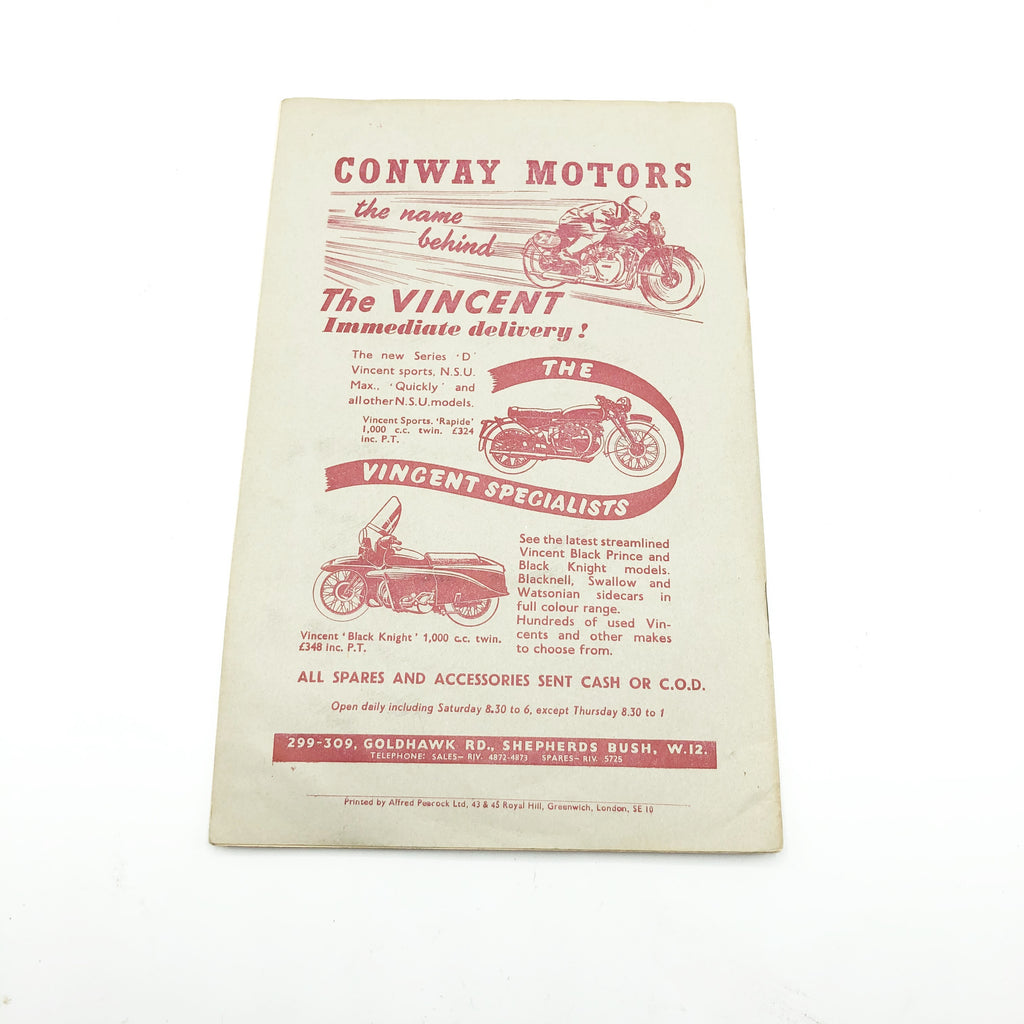 CONWAY MOTORS
the name
behind
The VINCENT
Immediate delivery!
The new Series 'D'
Vincent sports, N.S.U.
Max., 'Quickly' and
all other N.S.U. models.
Vincent Sports. 'Rapide'
1,000 c.c. twin. £324
inc. P.T.
THE
VINCENT SPECIALISTS
See the latest streamlined
Vincent Black Prince and
Black Knight models.
Blacknell, Swallow and
Watsonian sidecars in
full colour range.
Hundreds of used Vin-
cents and other makes
to choose from.
Vincent 'Black Knight' 1,000 c.c. twin.
£348 inc. P.T.
ALL SPARES AND ACCESSORIES SENT CASH OR C.O.D.
Open daily including Saturday 8.30 to 6, except Thursday 8.30 to 1
299-309, GOLDHAWK RD., SHEPHERDS BUSH, W.12.
TELEPHONE: SALES— RIV. 4872-4873 SPARES— RIV. 5725
Printed by Alfred Peacock Ltd, 43 & 45 Royal Hill, Greenwich, London, SE 10